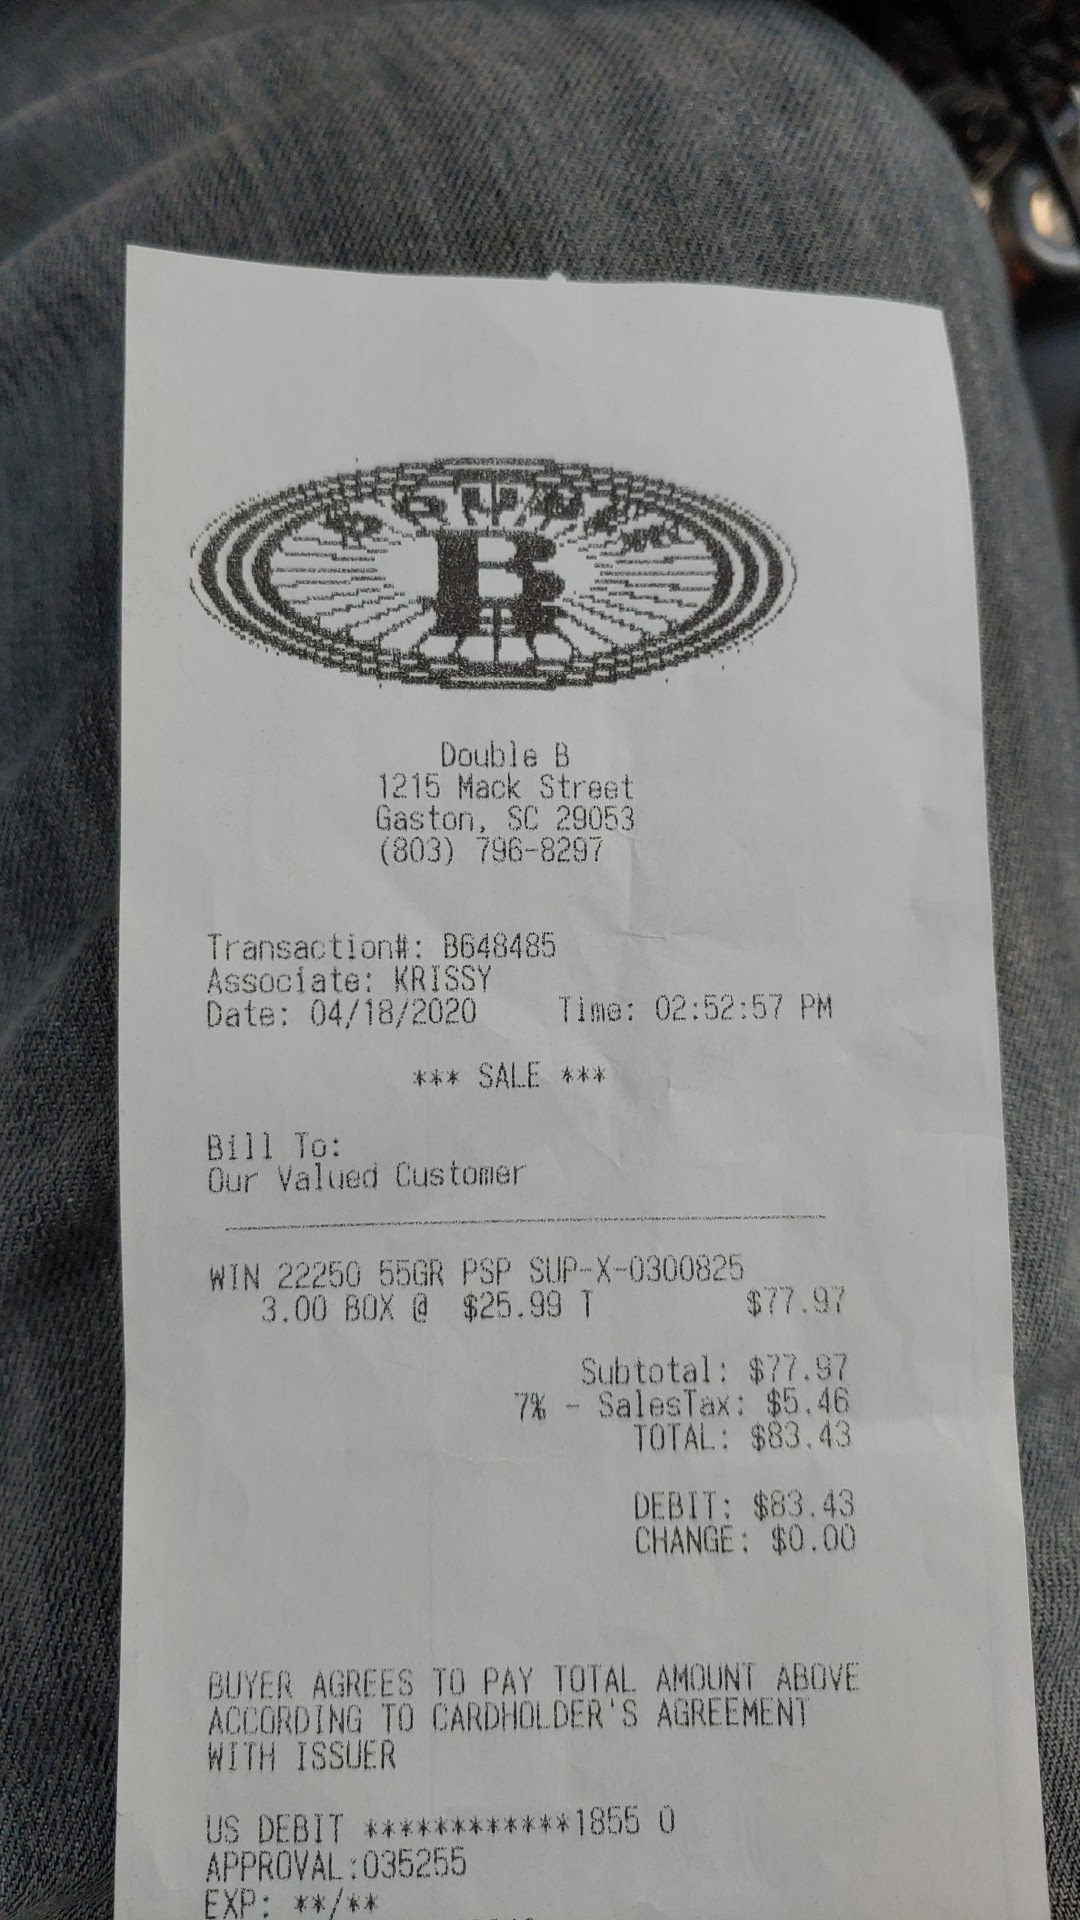 B
Double B
1215 Mack Street
Gaston, SC 29053
(803) 796-8297
Transaction#: B648485
Associate: KRISSY
Date: 04/18/2020 Time: 02:52:57 PM
*** SALE ***
Bill To:
Our Valued Customer
WIN 22250 55GR PSP SUP-X-0300825
3.00 BOX @ $25.99 T $77.97
Subtotal: $77.97
7% - SalesTax: $5.46
TOTAL: $83.43
DEBIT: $83.43
CHANGE: $0.00
BUYER AGREES TO PAY TOTAL AMOUNT ABOVE
ACCORDING TO CARDHOLDER'S AGREEMENT
WITH ISSUER
US DEBIT ************1855 0
APPROVAL:035255
EXP: **/**